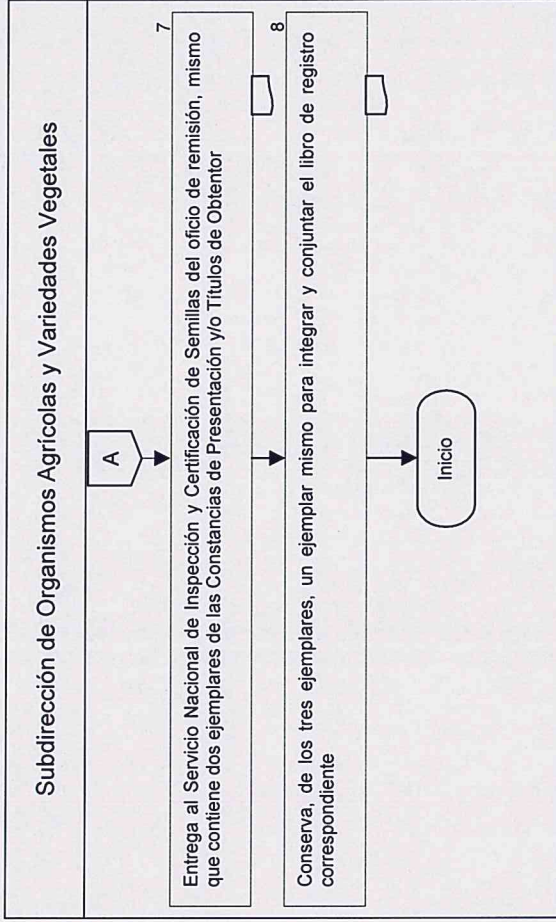 Subdirección de Organismos Agrícolas y Variedades Vegetales
A
7
Entrega al Servicio Nacional de Inspección y Certificación de Semillas del oficio de remisión, mismo
que contiene dos ejemplares de las Constancias de Presentación y/o Títulos de Obtentor
8
Conserva, de los tres ejemplares, un ejemplar mismo para integrar y conjuntar el libro de registro
correspondiente
Inicio